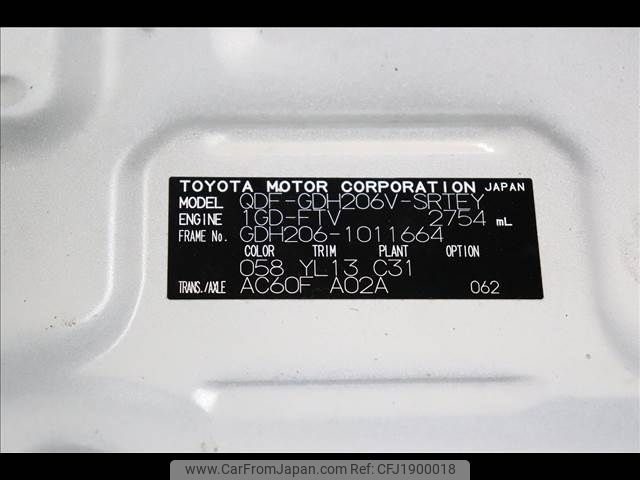 TOYOTA MOTOR CORPORATION JAPAN
MODEL QDF-GDH206V-SRTEY
ENGINE 1GD-FTV 2754 mL
FRAME No. GDH206-1011664
COLOR TRIM PLANT OPTION
058 YL13 C31
TRANS./AXLE AC60F A02A 062
www.CarFromJapan.com - CFJ1900018